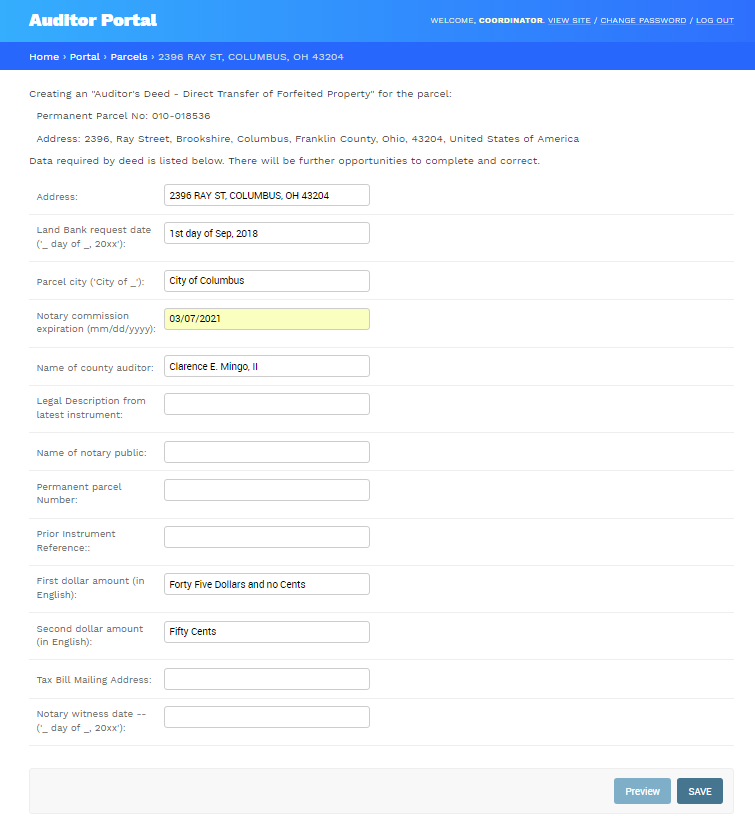 Auditor Portal
WELCOME, COORDINATOR. VIEW SITE / CHANGE PASSWORD / LOG OUT
Home › Portal › Parcels › 2396 RAY ST, COLUMBUS, OH 43204
Creating an "Auditor's Deed - Direct Transfer of Forfeited Property" for the parcel:
Permanent Parcel No: 010-018536
Address: 2396, Ray Street, Brookshire, Columbus, Franklin County, Ohio, 43204, United States of America
Data required by deed is listed below. There will be further opportunities to complete and correct.
Address: 2396 RAY ST, COLUMBUS, OH 43204
Land Bank request date
('_ day of _, 20xx'): 1st day of Sep, 2018
Parcel city ('City of _'): City of Columbus
Notary commission
expiration (mm/dd/yyyy): 03/07/2021
Name of county auditor: Clarence E. Mingo, II
Legal Description from
latest instrument:
Name of notary public:
Permanent parcel
Number:
Prior Instrument
Reference::
First dollar amount (in
English): Forty Five Dollars and no Cents
Second dollar amount
(in English): Fifty Cents
Tax Bill Mailing Address:
Notary witness date --
('_ day of _, 20xx'):
Preview SAVE